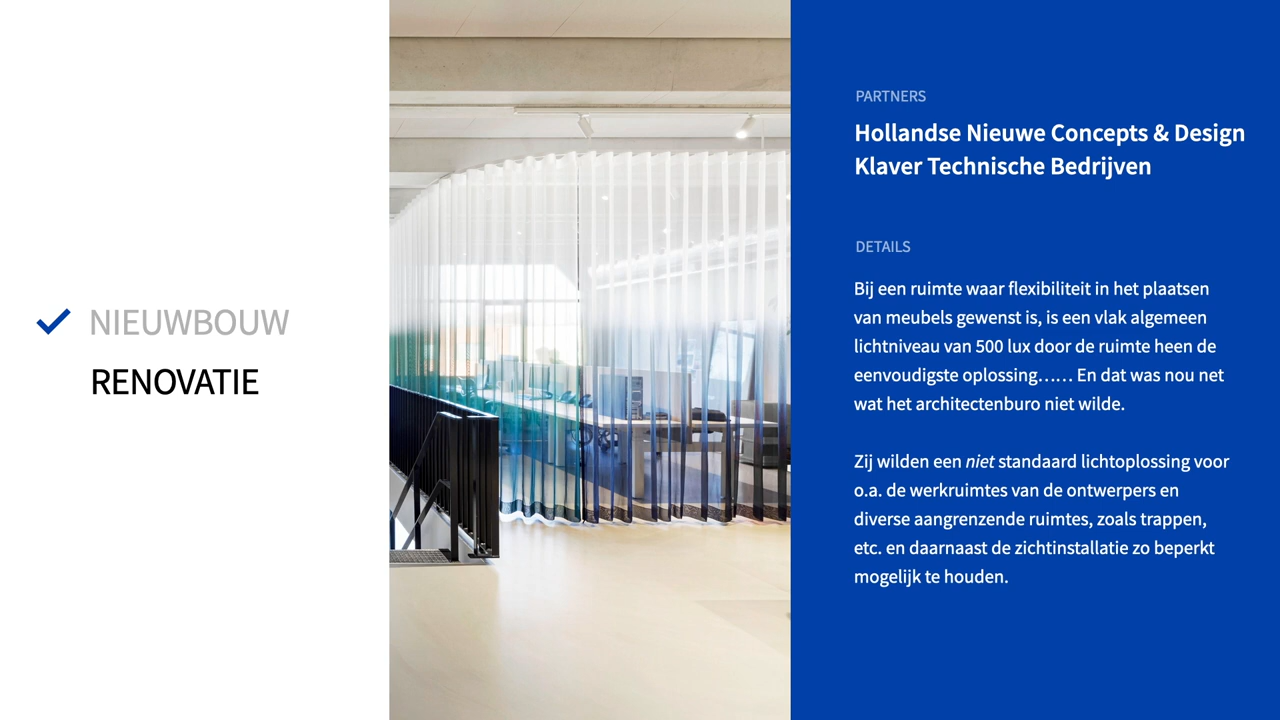 NIEUWBOUW
RENOVATIE
PARTNERS
Hollandse Nieuwe Concepts & Design
Klaver Technische Bedrijven
DETAILS
Bij een ruimte waar flexibiliteit in het plaatsen
van meubels gewenst is, is een vlak algemeen
lichtniveau van 500 lux door de ruimte heen de
eenvoudigste oplossing…… En dat was nou net
wat het architectenburo niet wilde.
Zij wilden een niet standaard lichtoplossing voor
o.a. de werkruimtes van de ontwerpers en
diverse aangrenzende ruimtes, zoals trappen,
etc. en daarnaast de zichtinstallatie zo beperkt
mogelijk te houden.